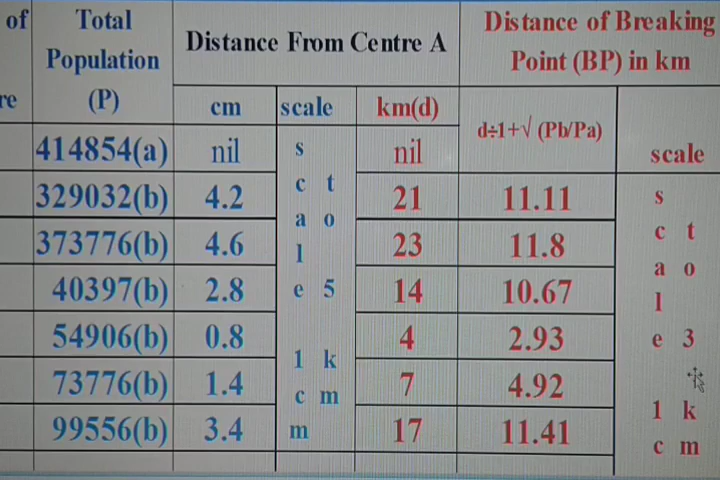 of Total Population (P) Distance From Centre A Distance of Breaking Point (BP) in km
re cm scale km(d) d÷1+√ (Pb/Pa) scale
414854(a) nil nil
329032(b) 4.2 21 11.11
373776(b) 4.6 23 11.8
40397(b) 2.8 14 10.67
54906(b) 0.8 4 2.93
73776(b) 1.4 7 4.92
99556(b) 3.4 17 11.41
s
c t
a o
l
e 5
1 k
c m
m
s
c t
a o
l
e 3
1 k
c m